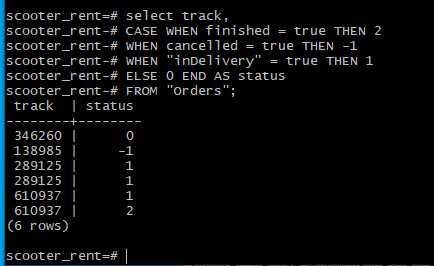 scooter_rent=# select track,
scooter_rent-# CASE WHEN finished = true THEN 2
scooter_rent-# WHEN cancelled = true THEN -1
scooter_rent-# WHEN "inDelivery" = true THEN 1
scooter_rent-# ELSE 0 END AS status
scooter_rent-# FROM "Orders";
 track  | status
--------+--------
 346260 |      0
 138985 |     -1
 289125 |      1
 289125 |      1
 610937 |      1
 610937 |      2
(6 rows)
scooter_rent=#